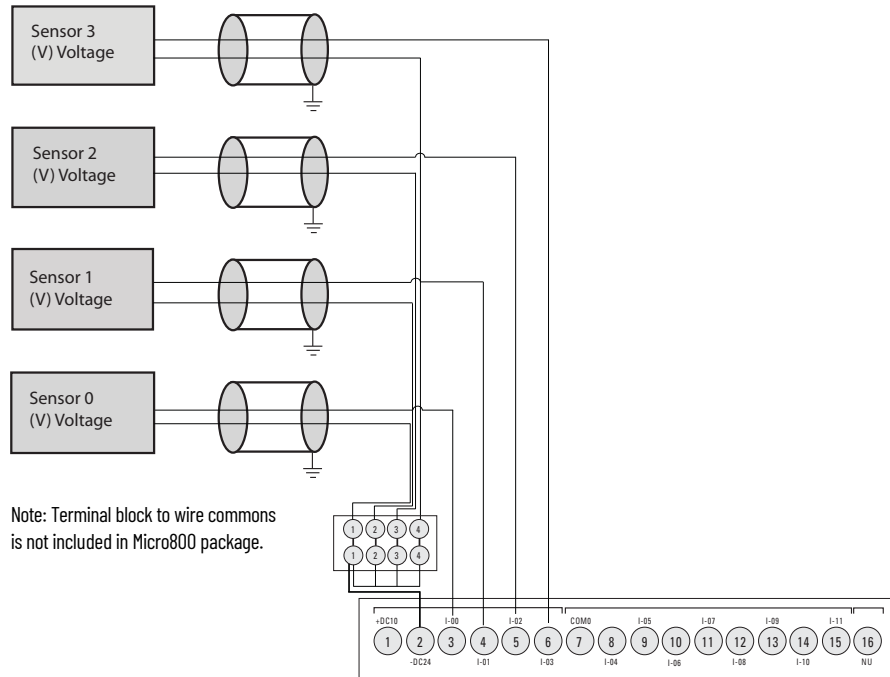 Sensor 3
(V) Voltage
Sensor 2
(V) Voltage
Sensor 1
(V) Voltage
Sensor 0
(V) Voltage
Note: Terminal block to wire commons
is not included in Micro800 package.
1 2 3 4
1 2 3 4
+DC10 I-00 I-02 COM0 I-05 I-07 I-09 I-11
1 2 3 4 5 6 7 8 9 10 11 12 13 14 15 16
-DC24 I-01 I-03 I-04 I-06 I-08 I-10 NU